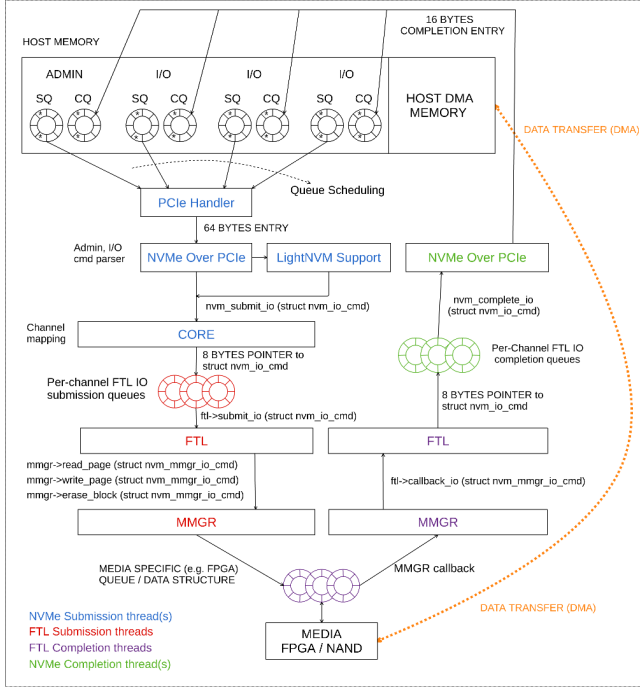 16 BYTES
COMPLETION ENTRY
HOST MEMORY
ADMIN
I/O
I/O
I/O
SQ
CQ
SQ
CQ
SQ
CQ
SQ
CQ
HOST DMA
MEMORY
DATA TRANSFER (DMA)
Queue Scheduling
PCIe Handler
64 BYTES ENTRY
Admin, I/O
cmd parser
NVMe Over PCIe
LightNVM Support
NVMe Over PCIe
nvm_submit_io (struct nvm_io_cmd)
nvm_complete_io
(struct nvm_io_cmd)
Channel
mapping
CORE
8 BYTES POINTER to
struct nvm_io_cmd
Per-Channel FTL IO
completion queues
Per-channel FTL IO
submission queues
8 BYTES POINTER to
struct nvm_io_cmd
ftl->submit_io (struct nvm_io_cmd)
FTL
FTL
mmgr->read_page (struct nvm_mmgr_io_cmd)
mmgr->write_page (struct nvm_mmgr_io_cmd)
mmgr->erase_block (struct nvm_mmgr_io_cmd)
ftl->callback_io (struct nvm_mmgr_io_cmd)
MMGR
MMGR
MEDIA SPECIFIC (e.g. FPGA)
QUEUE / DATA STRUCTURE
MMGR callback
DATA TRANSFER (DMA)
MEDIA
FPGA / NAND
NVMe Submission thread(s)
FTL Submission threads
FTL Completion threads
NVMe Completion thread(s)